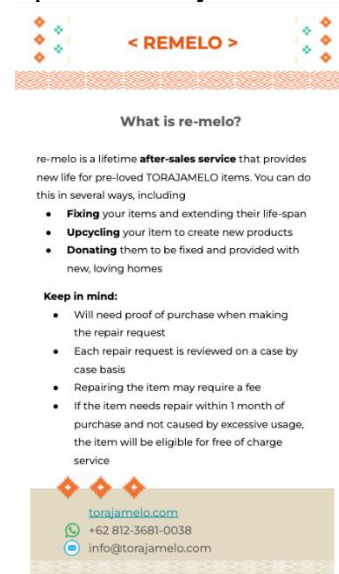 < REMELO >
What is re-melo?
re-melo is a lifetime after-sales service that provides
new life for pre-loved TORAJAMELO items. You can do
this in several ways, including
● Fixing your items and extending their life-span
● Upcycling your item to create new products
● Donating them to be fixed and provided with
new, loving homes
Keep in mind:
● Will need proof of purchase when making
the repair request
● Each repair request is reviewed on a case by
case basis
● Repairing the item may require a fee
● If the item needs repair within 1 month of
purchase and not caused by excessive usage,
the item will be eligible for free of charge
service
torajamelo.com
+62 812-3681-0038
info@torajamelo.com